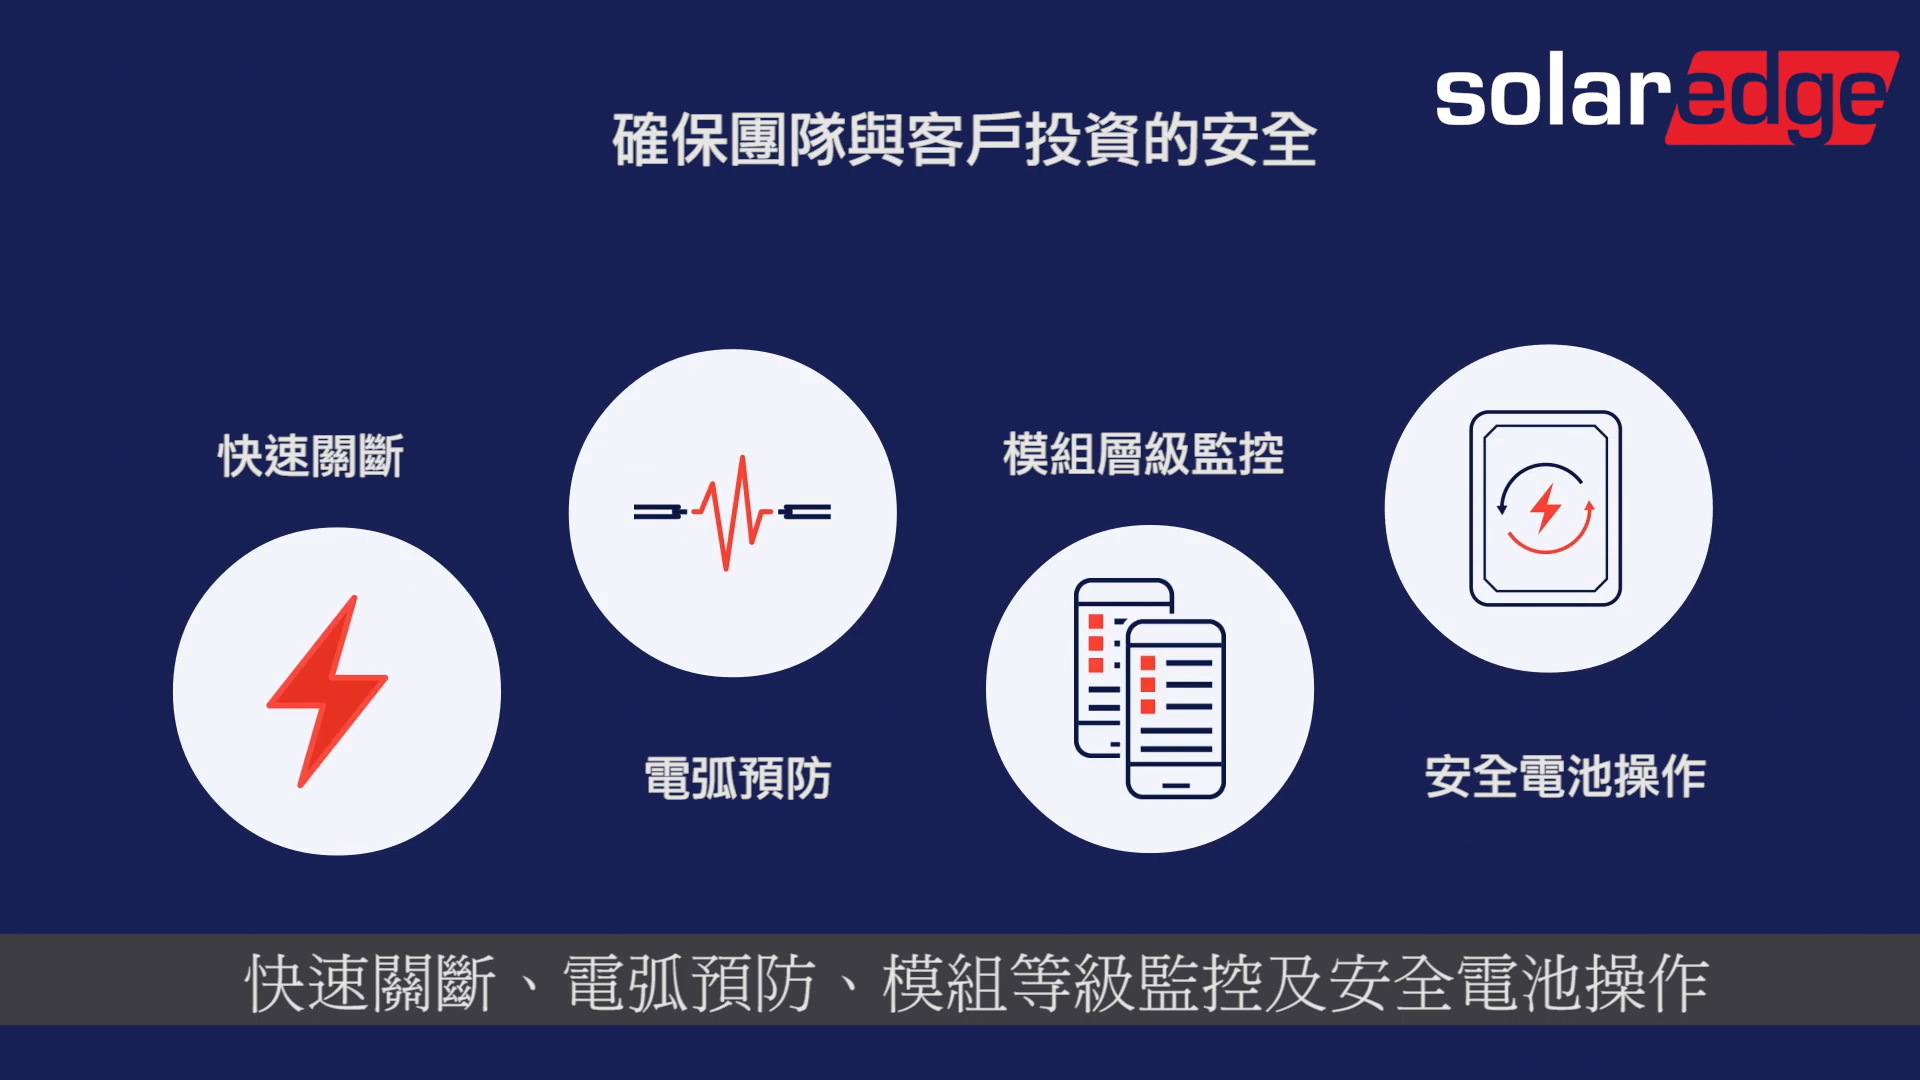 solaredge
確保團隊與客戶投資的安全
快速關斷
電弧預防
模組層級監控
安全電池操作
快速關斷、電弧預防、模組等級監控及安全電池操作